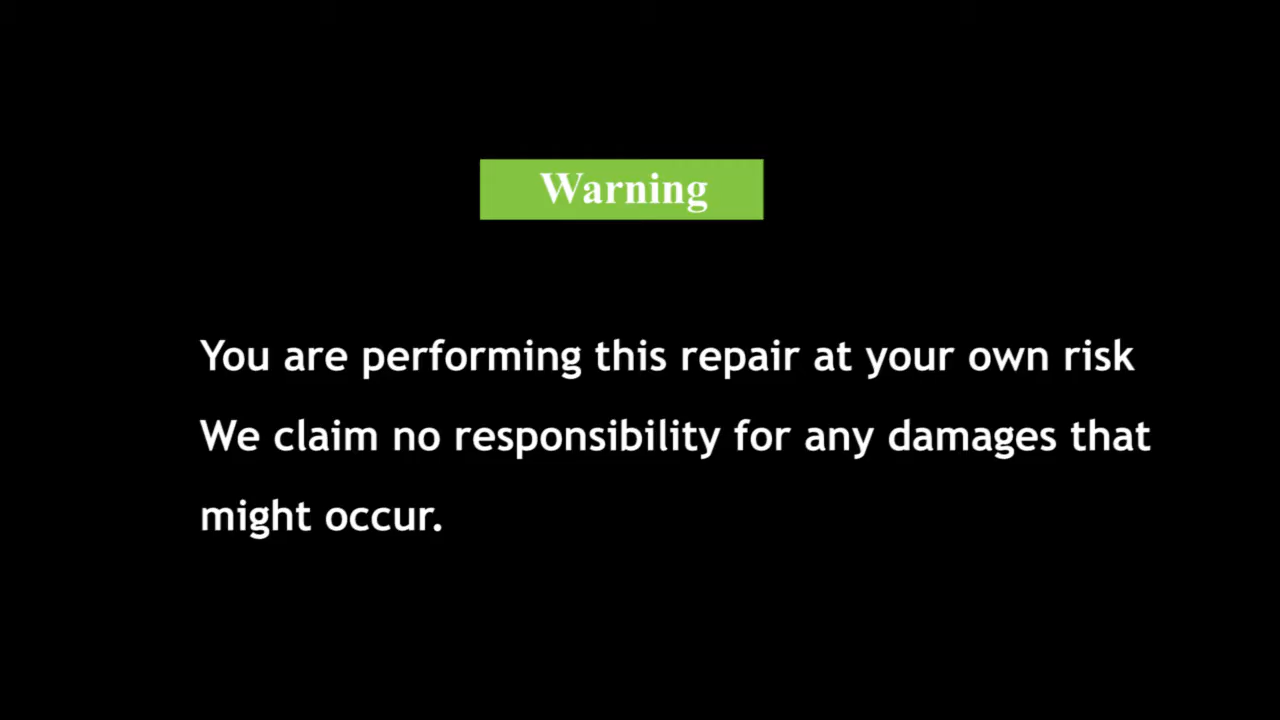 Warning
You are performing this repair at your own risk
We claim no responsibility for any damages that
might occur.